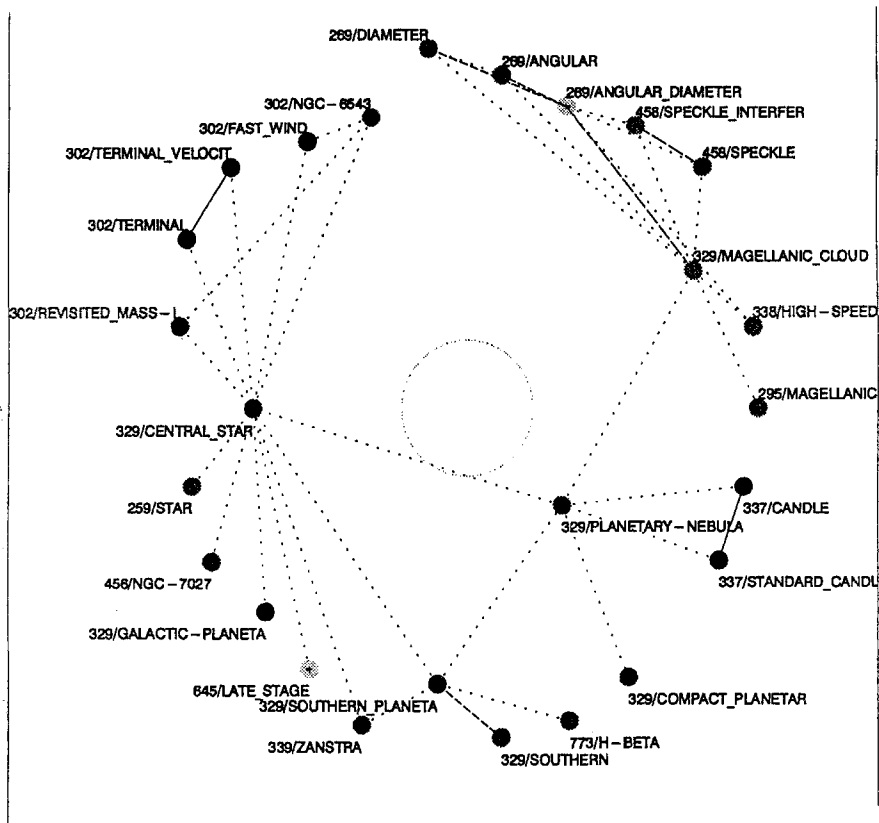 269/DIAMETER
269/ANGULAR
269/ANGULAR_DIAMETER
302/NGC-6543
458/SPECKLE_INTERFER
302/FAST_WIND
302/TERMINAL_VELOCIT
458/SPECKLE
302/TERMINAL
329/MAGELLANIC_CLOUD
302/REVISITED_MASS-L
338/HIGH-SPEED
295/MAGELLANIC
329/CENTRAL_STAR
259/STAR
337/CANDLE
329/PLANETARY-NEBULA
456/NGC-7027
337/STANDARD_CANDL
329/GALACTIC-PLANETA
645/LATE_STAGE
329/COMPACT_PLANETAR
329/SOUTHERN_PLANETA
339/ZANSTRA
773/H-BETA
329/SOUTHERN